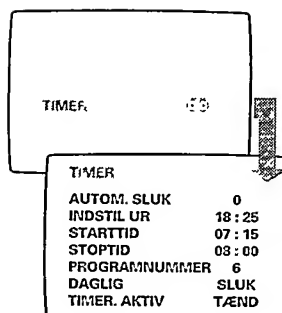 TIMER
TIMER
AUTOM. SLUK 0
INDSTIL UR 18:25
STARTTID 07:15
STOPTID 08:00
PROGRAMNUMMER 6
DAGLIG SLUK
TIMER. AKTIV TÆND